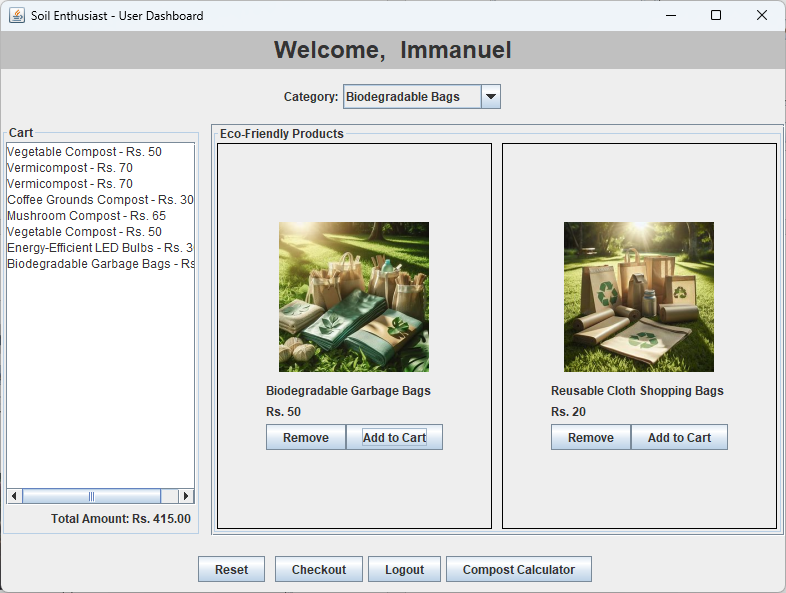 Soil Enthusiast - User Dashboard
Welcome, Immanuel
Category: Biodegradable Bags
Cart
Vegetable Compost - Rs. 50
Vermicompost - Rs. 70
Vermicompost - Rs. 70
Coffee Grounds Compost - Rs. 30
Mushroom Compost - Rs. 65
Vegetable Compost - Rs. 50
Energy-Efficient LED Bulbs - Rs.
Biodegradable Garbage Bags - Rs
Total Amount: Rs. 415.00
Eco-Friendly Products
Biodegradable Garbage Bags
Rs. 50
Remove Add to Cart
Reusable Cloth Shopping Bags
Rs. 20
Remove Add to Cart
Reset Checkout Logout Compost Calculator